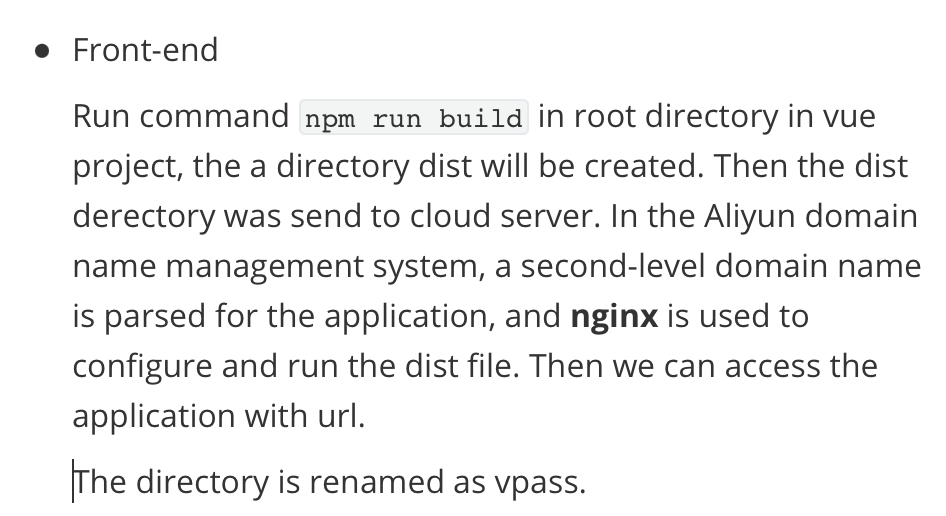 Front-end
Run command npm run build in root directory in vue
project, the a directory dist will be created. Then the dist
derectory was send to cloud server. In the Aliyun domain
name management system, a second-level domain name
is parsed for the application, and nginx is used to
configure and run the dist file. Then we can access the
application with url.
The directory is renamed as vpass.